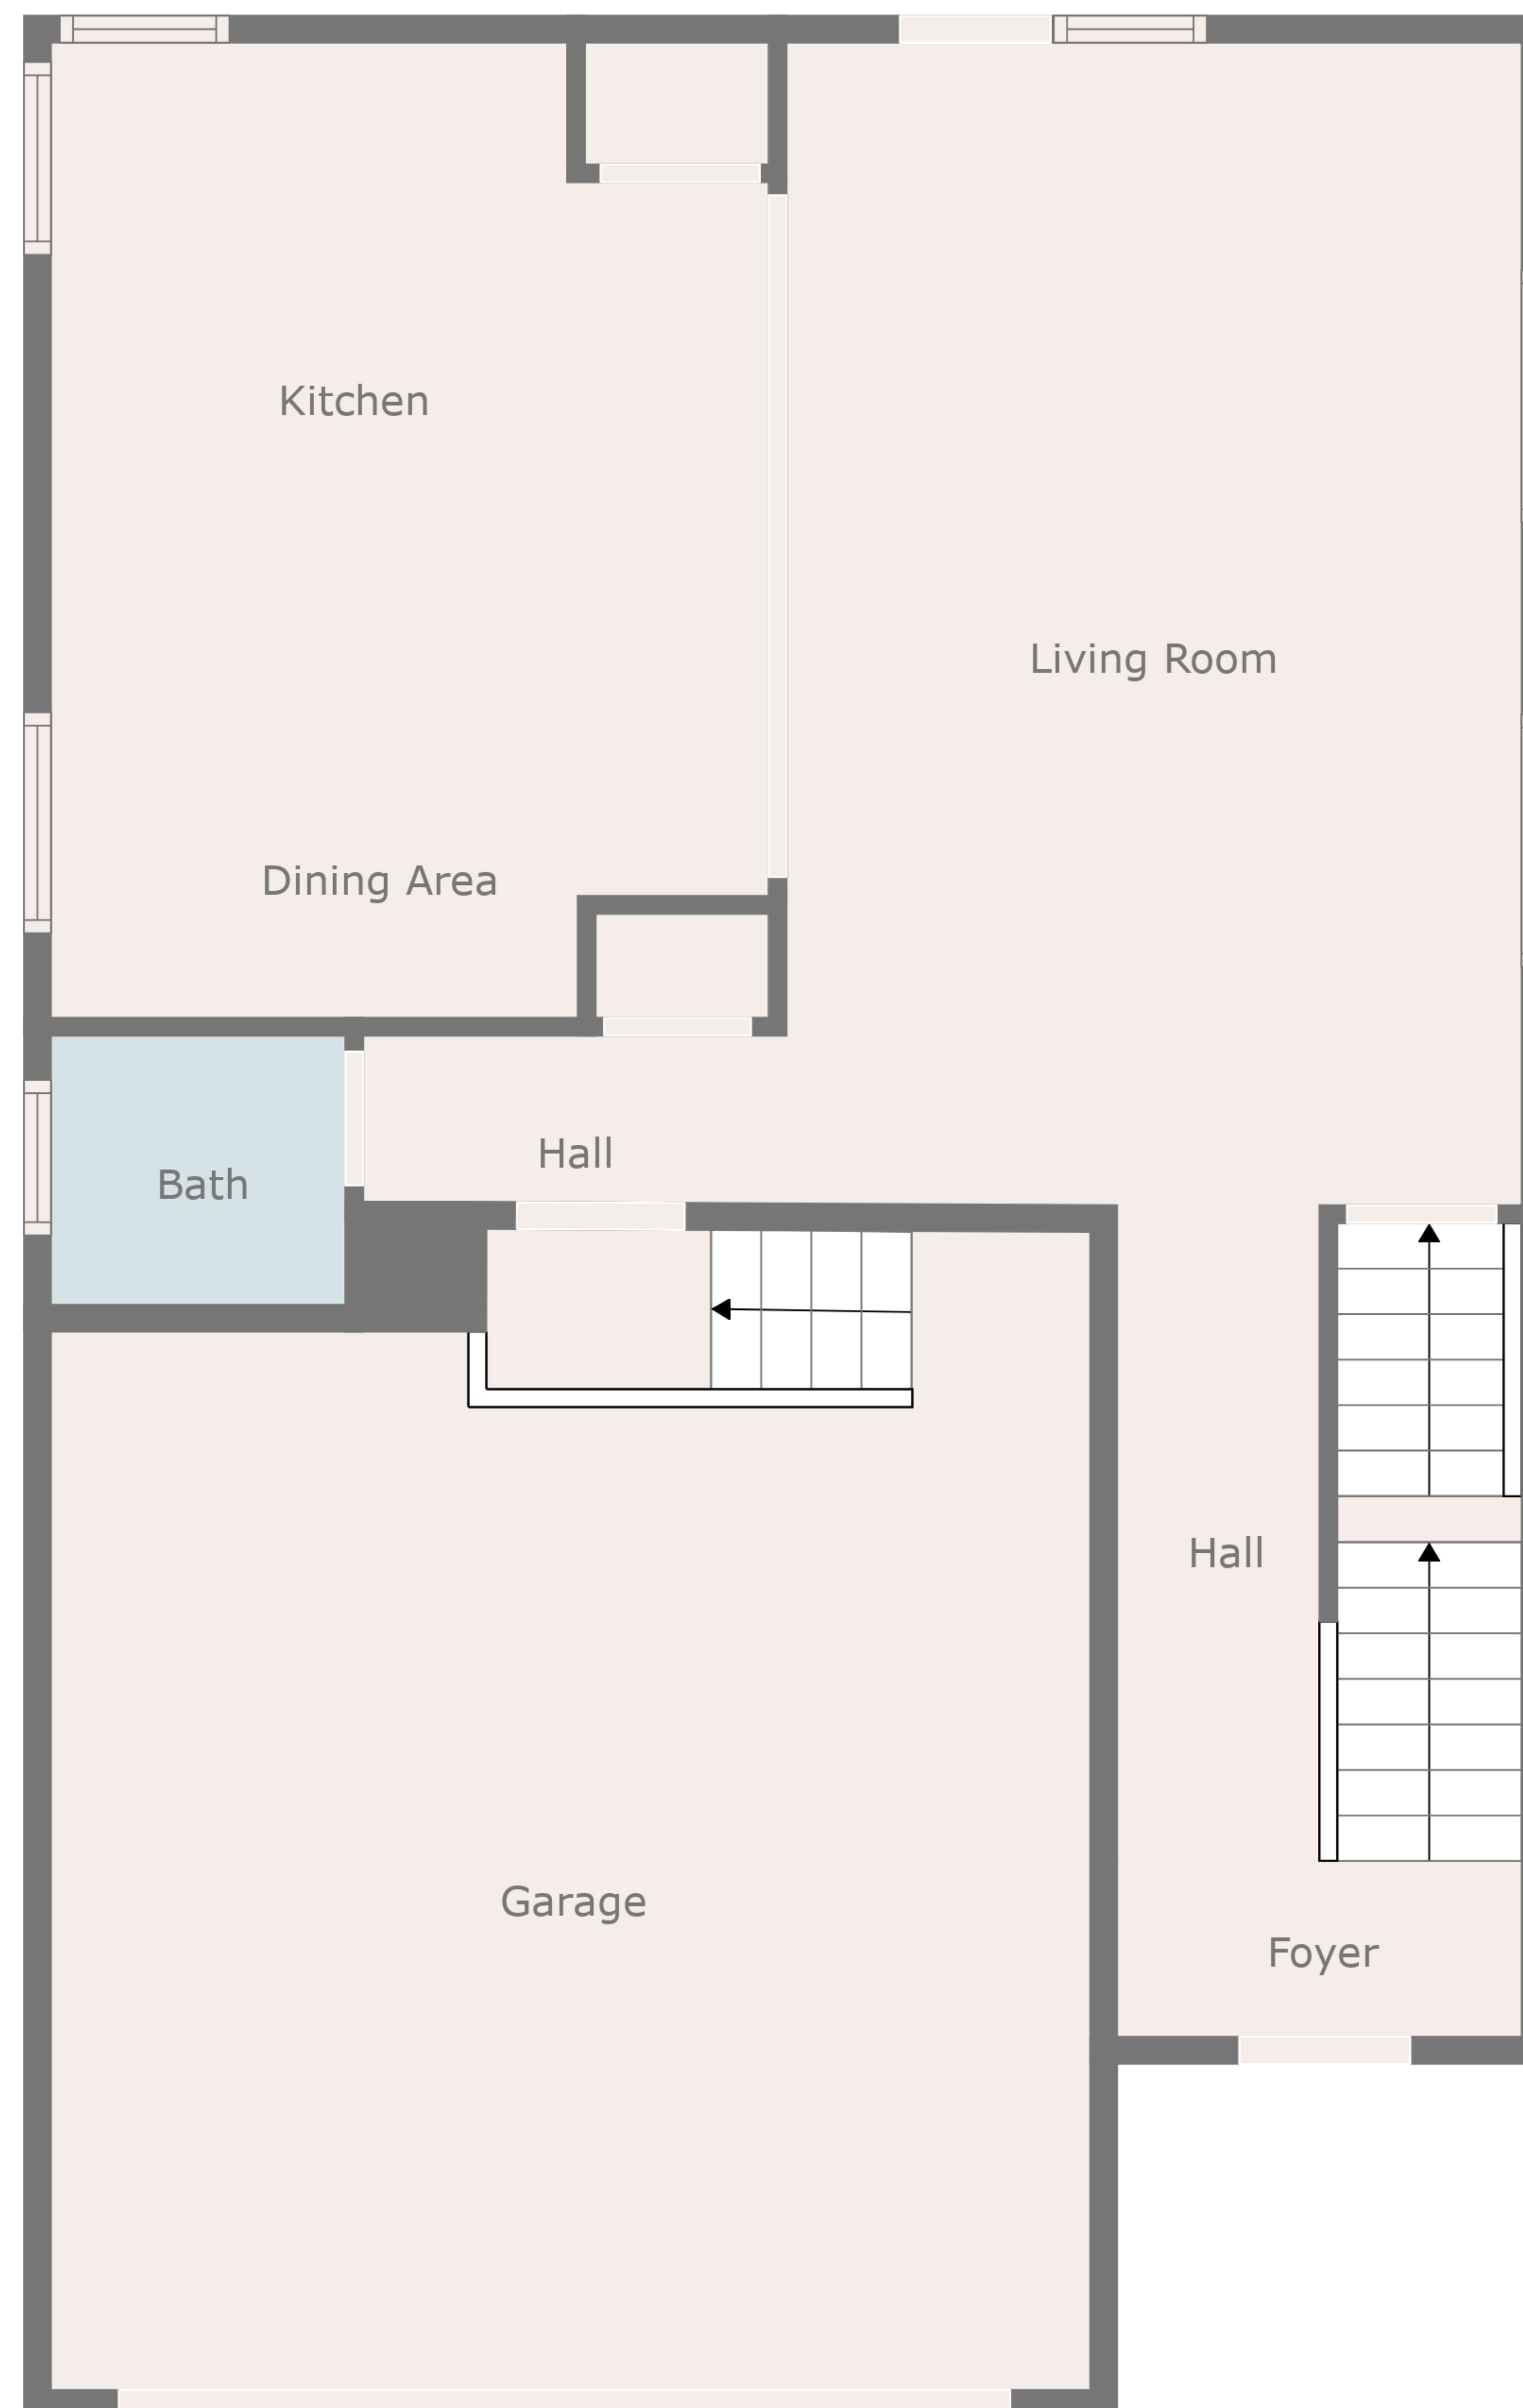 Kitchen
Living Room
Dining Area
Hall
Bath
Hall
Garage
Foyer